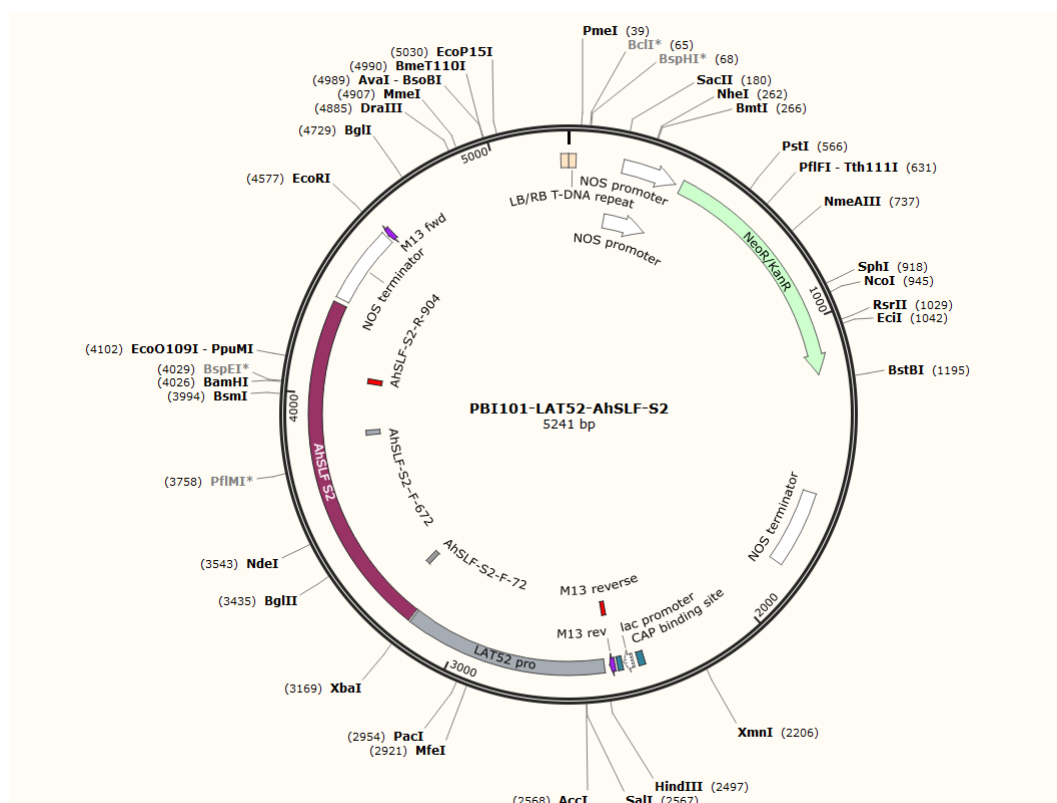 PmeI (39)
BclI* (65)
BspHI* (68)
SacII (180)
NheI (262)
BmtI (266)
PstI (566)
PflFI - Tth111I (631)
NmeAIII (737)
SphI (918)
NcoI (945)
RsrII (1029)
EciI (1042)
BstBI (1195)
XmnI (2206)
HindIII (2497)
SalI (2567)
(2568) AccI
(2921) MfeI
(2954) PacI
(3169) XbaI
(3435) BglII
(3543) NdeI
(3758) PflMI*
(3994) BsmI
(4026) BamHI
(4029) BspEI*
(4102) EcoO109I - PpuMI
(4577) EcoRI
(4729) BglI
(4885) DraIII
(4907) MmeI
(4989) AvaI - BsoBI
(4990) BmeT110I
(5030) EcoP15I
1000
2000
3000
4000
5000
LB/RB T-DNA repeat
NOS promoter
NOS promoter
NeoR/KanR
NOS terminator
CAP binding site
lac promoter
M13 rev
M13 reverse
LAT52 pro
AhSLF-S2-F-72
AhSLF-S2-F-672
AhSLF S2
AhSLF-S2-R-904
NOS terminator
M13 fwd
PBI101-LAT52-AhSLF-S2
5241 bp